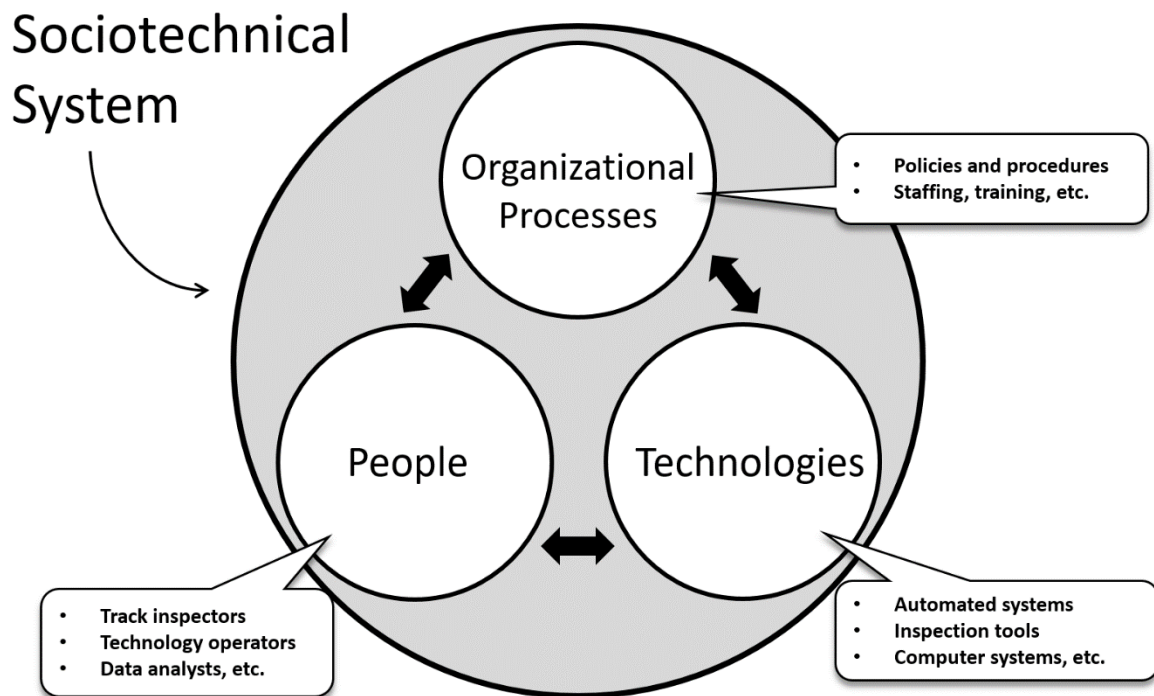 Sociotechnical
System
Organizational
Processes
• Policies and procedures
• Staffing, training, etc.
People
Technologies
• Track inspectors
• Technology operators
• Data analysts, etc.
• Automated systems
• Inspection tools
• Computer systems, etc.